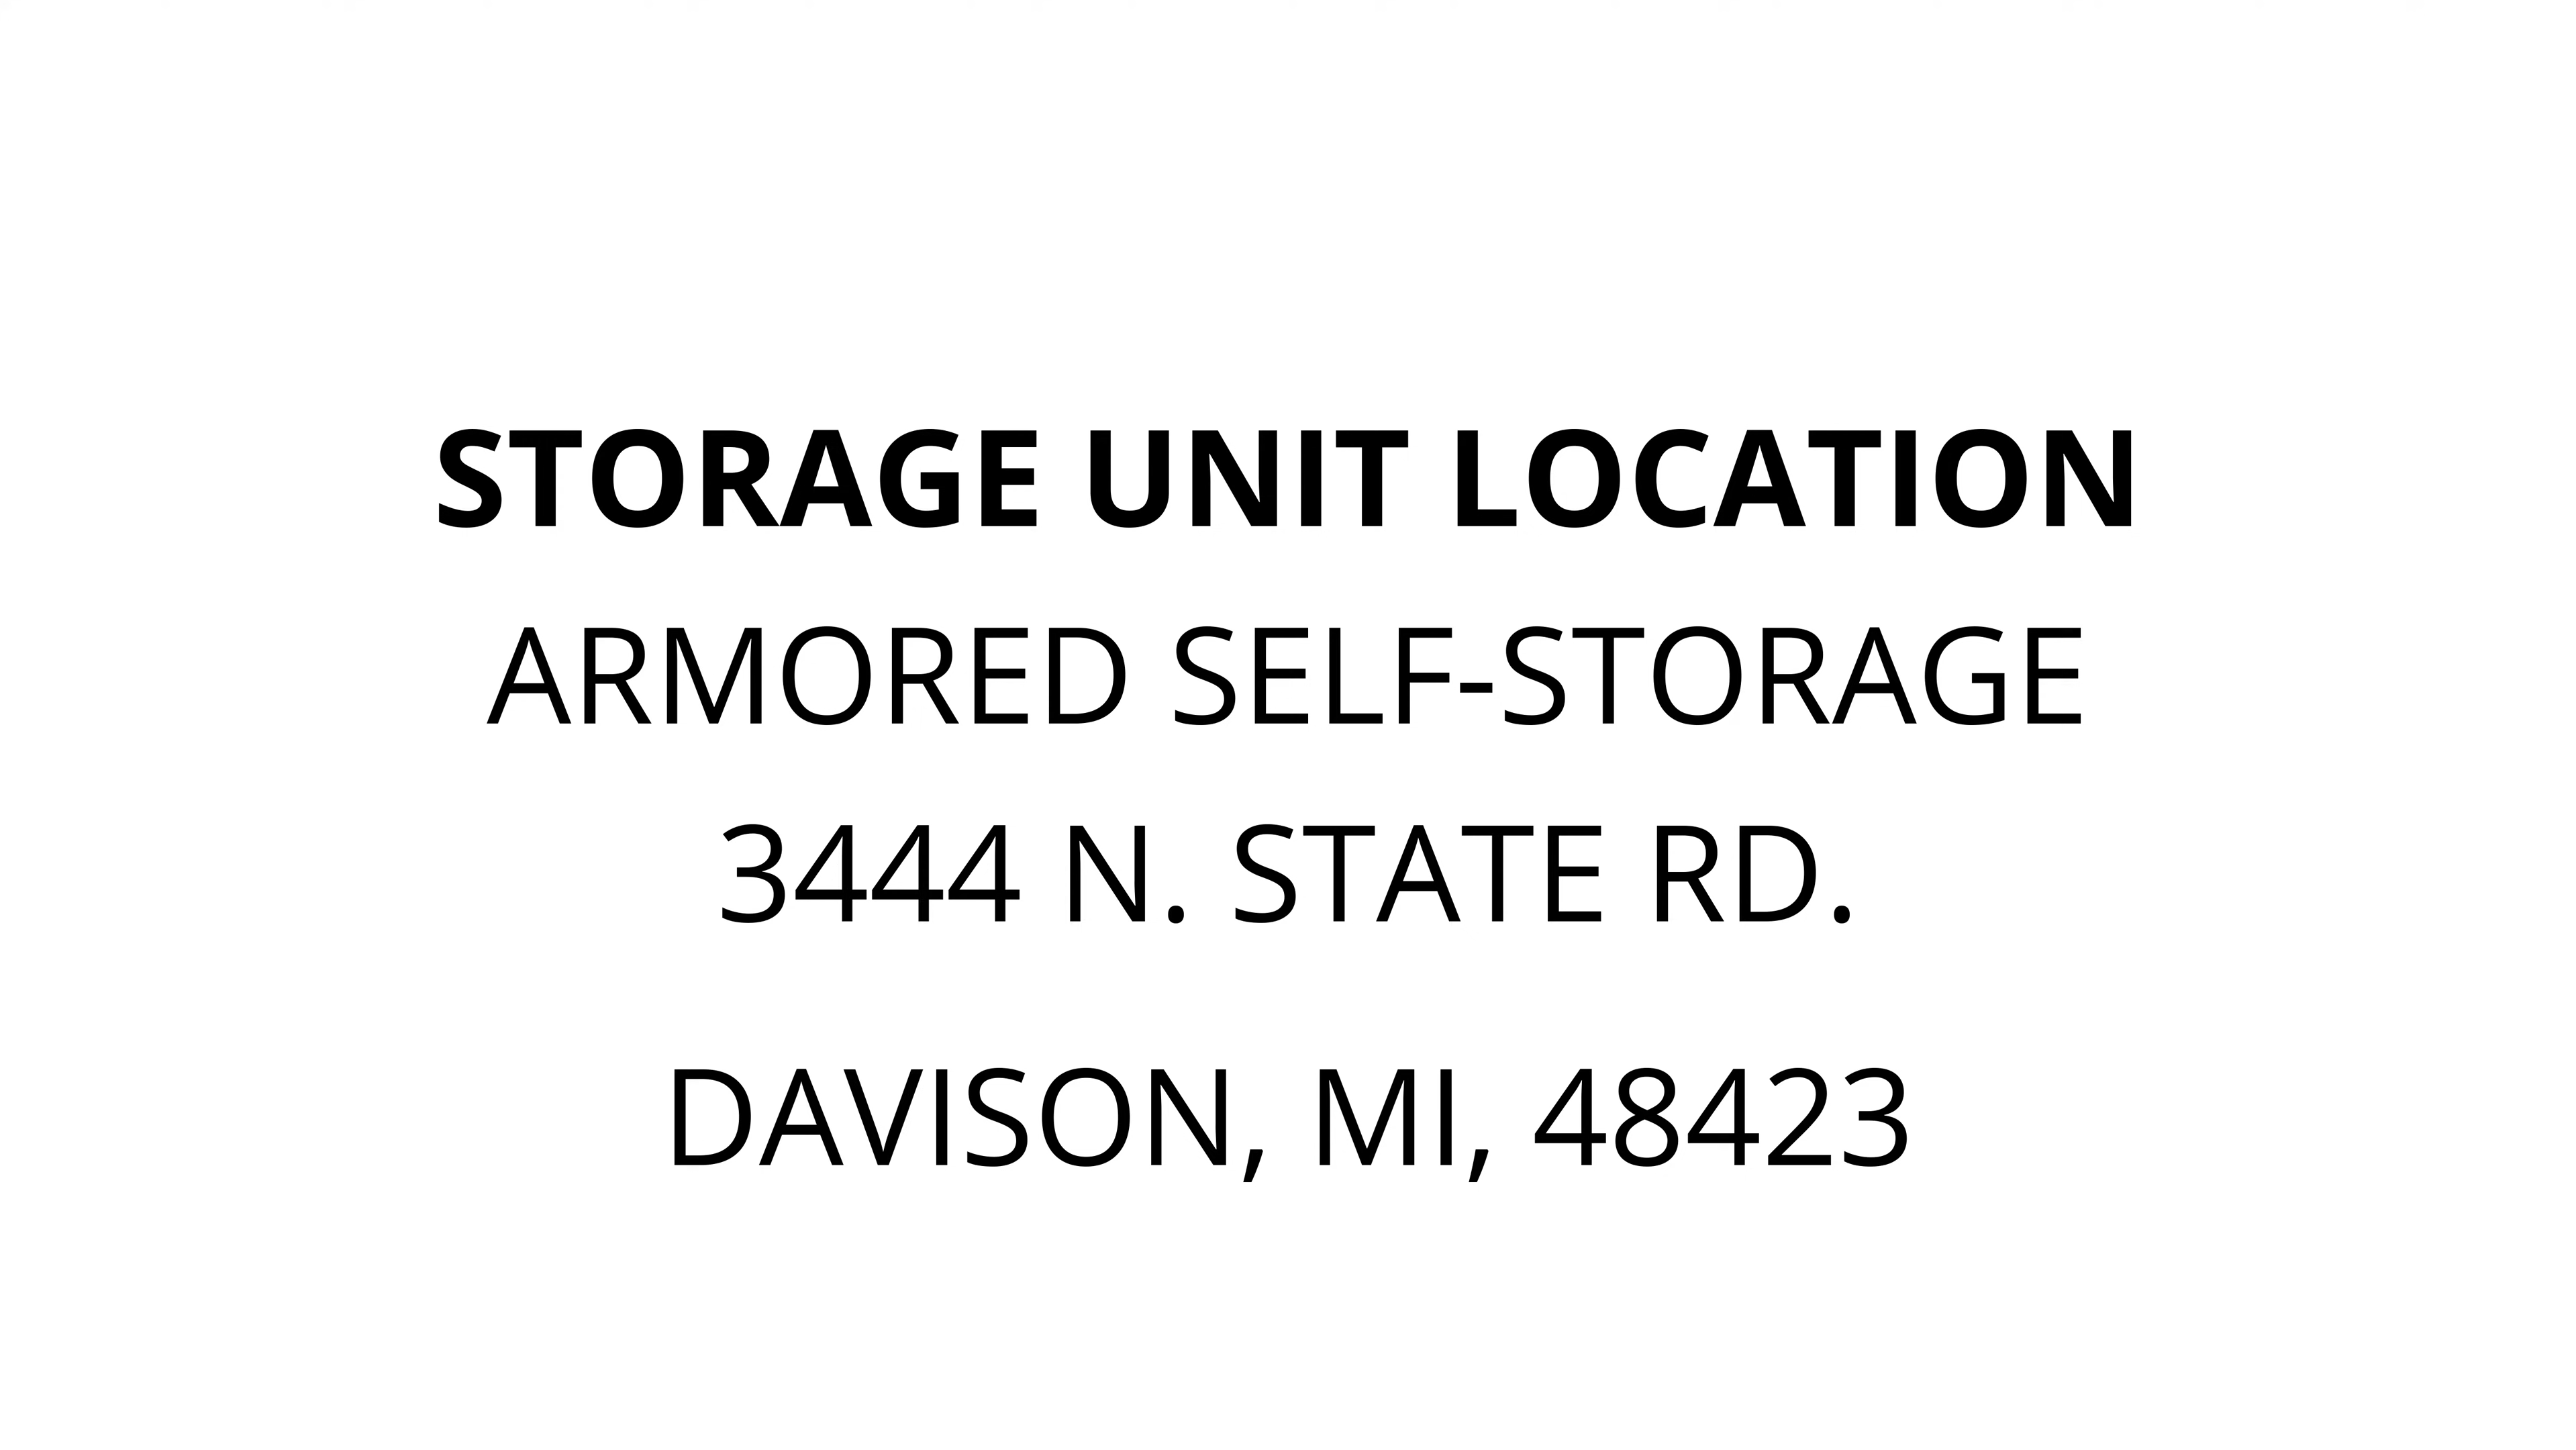 STORAGE UNIT LOCATION
ARMORED SELF-STORAGE
3444 N. STATE RD.
DAVISON, MI, 48423